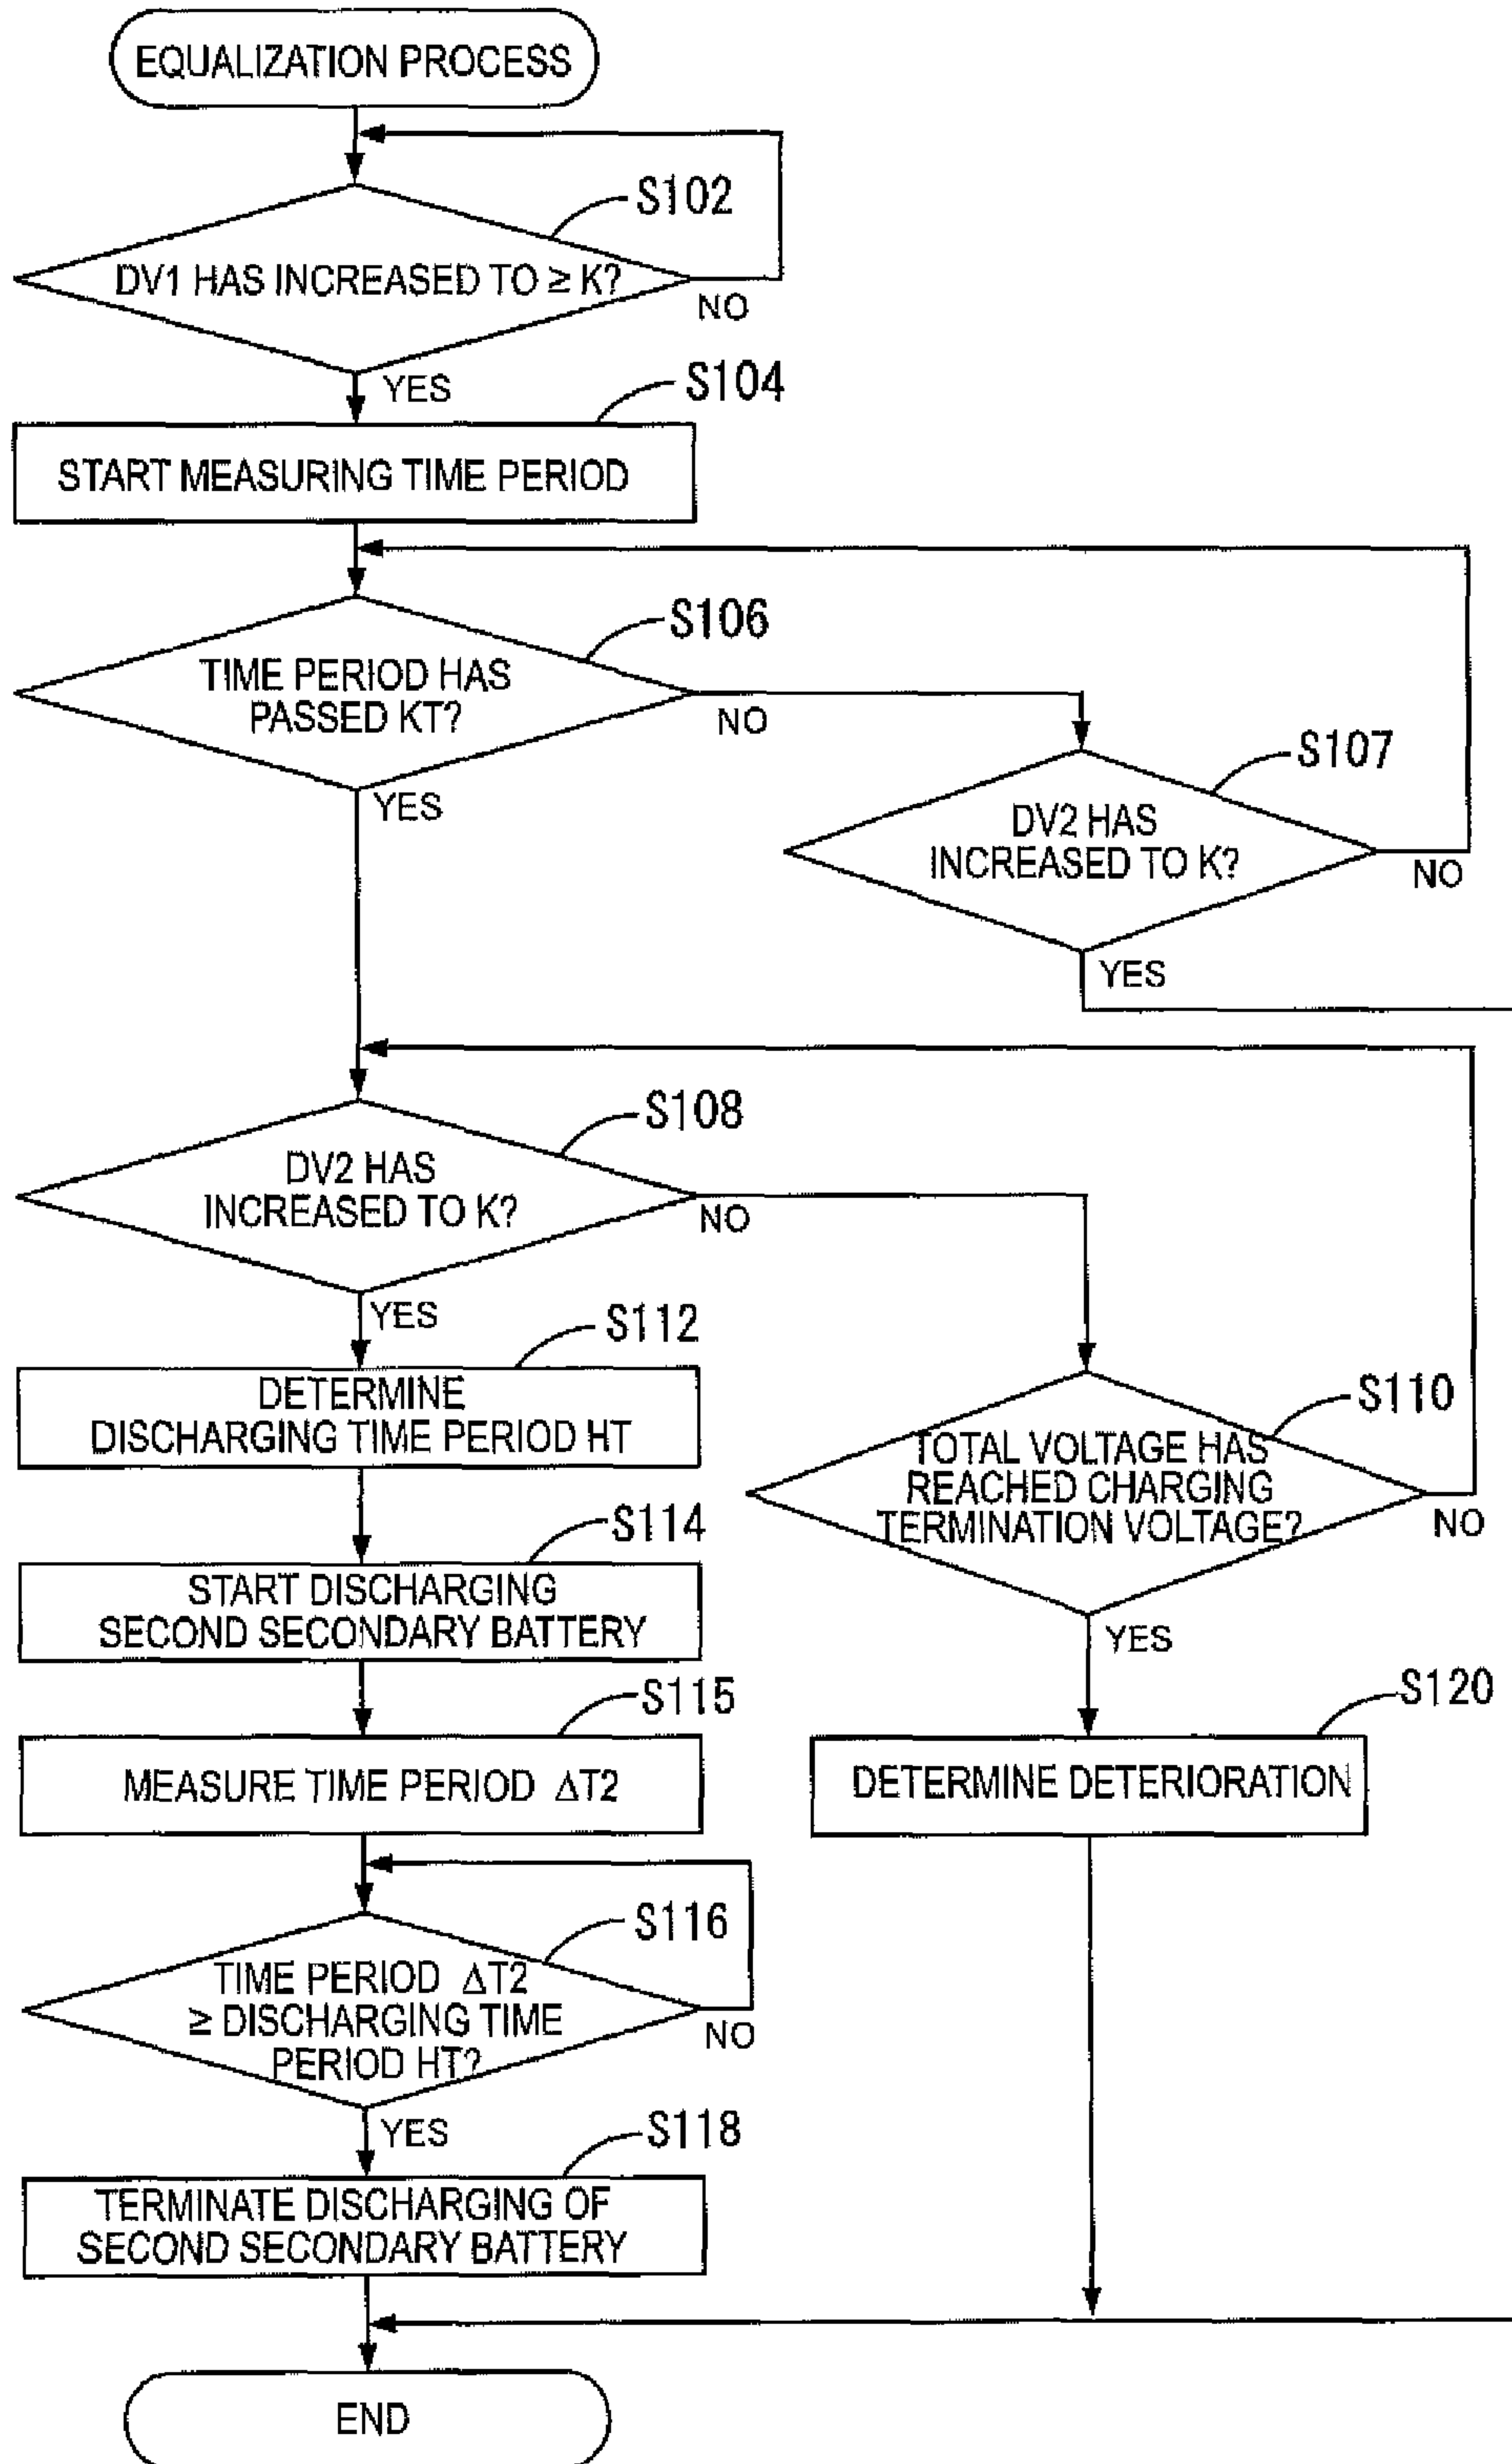 EQUALIZATION PROCESS
S102
DV1 HAS INCREASED TO ≥ K?
NO
YES
S104
START MEASURING TIME PERIOD
S106
TIME PERIOD HAS
PASSED KT?
NO
YES
S107
DV2 HAS
INCREASED TO K?
NO
YES
S108
DV2 HAS
INCREASED TO K?
NO
YES
S110
TOTAL VOLTAGE HAS
REACHED CHARGING
TERMINATION VOLTAGE?
NO
YES
S112
DETERMINE
DISCHARGING TIME PERIOD HT
S114
START DISCHARGING
SECOND SECONDARY BATTERY
S115
MEASURE TIME PERIOD ΔT2
S120
DETERMINE DETERIORATION
S116
TIME PERIOD ΔT2
≥ DISCHARGING TIME
PERIOD HT?
NO
YES
S118
TERMINATE DISCHARGING OF
SECOND SECONDARY BATTERY
END